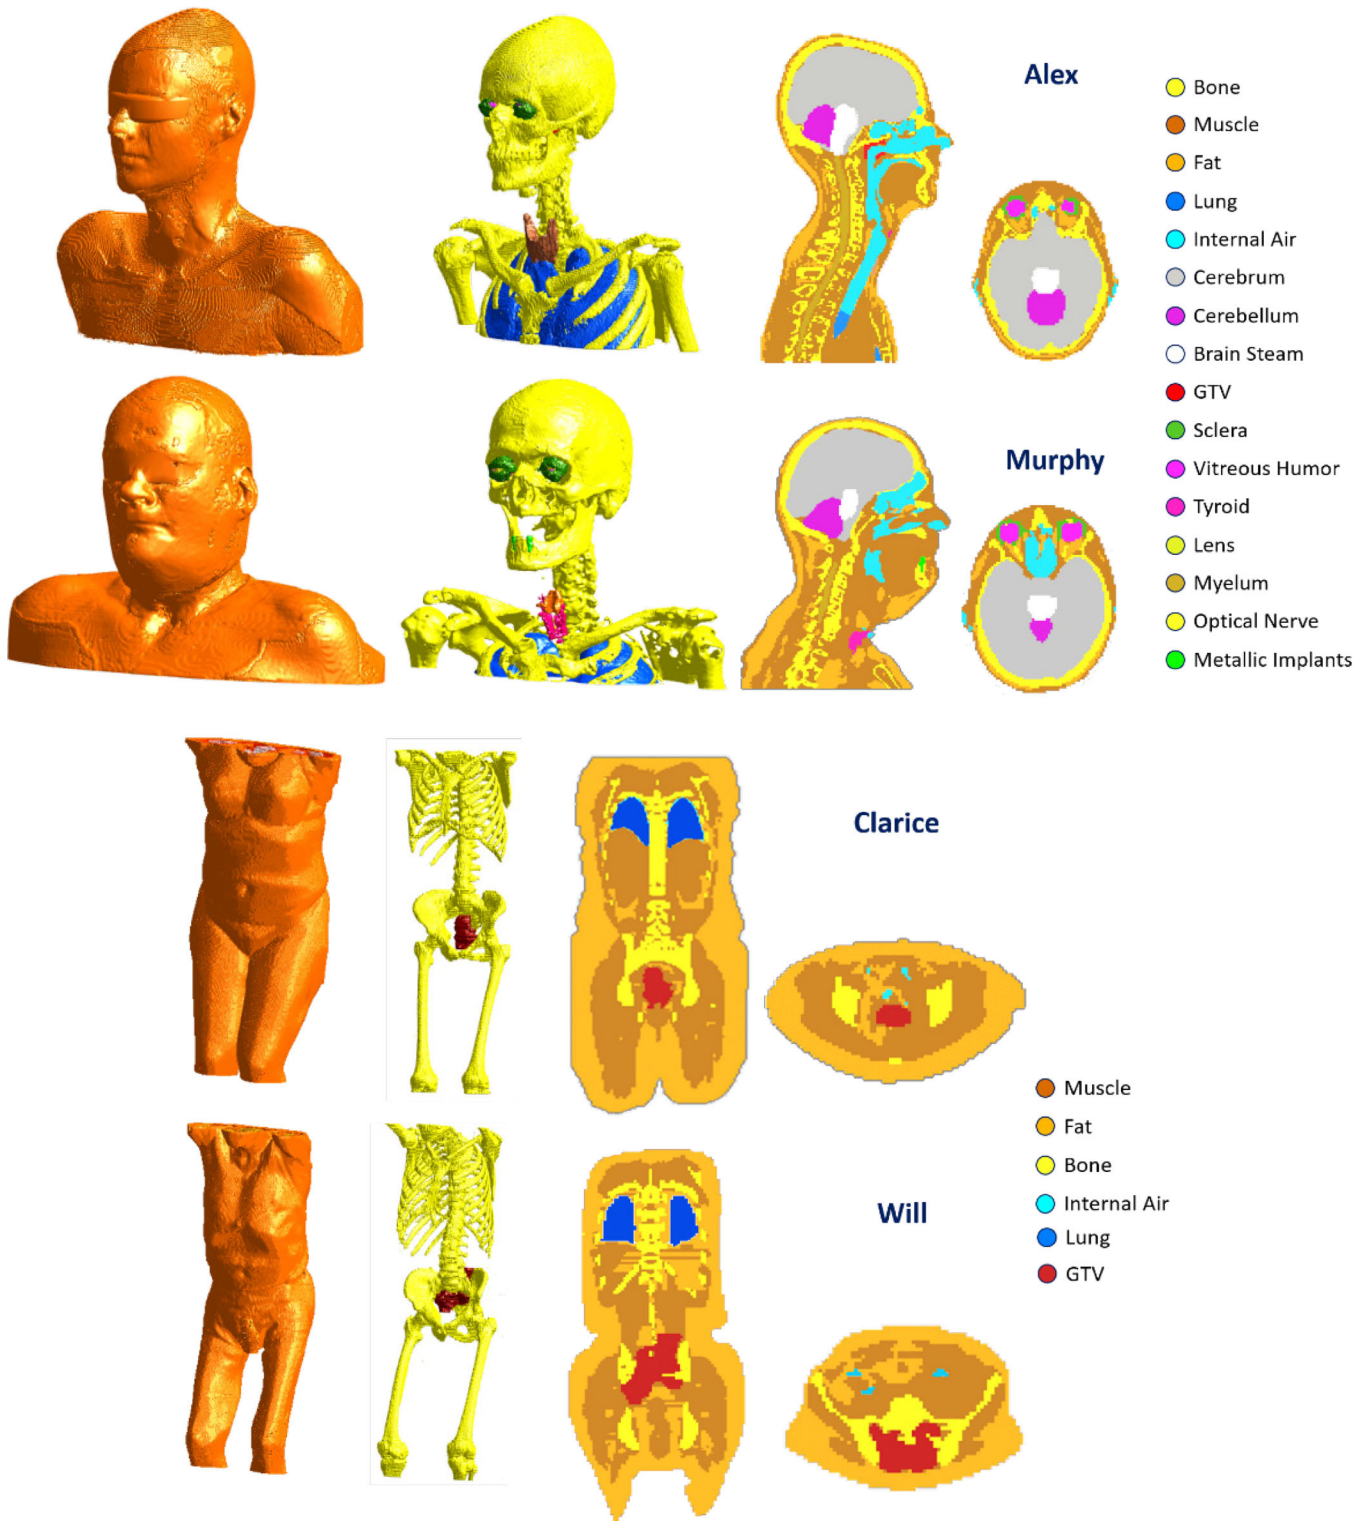 Alex
Bone
Muscle
Fat
Lung
Internal Air
Cerebrum
Cerebellum
Brain Steam
GTV
Sclera
Vitreous Humor
Tyroid
Lens
Myelum
Optical Nerve
Metallic Implants
Murphy
Clarice
Muscle
Fat
Bone
Internal Air
Lung
GTV
Will